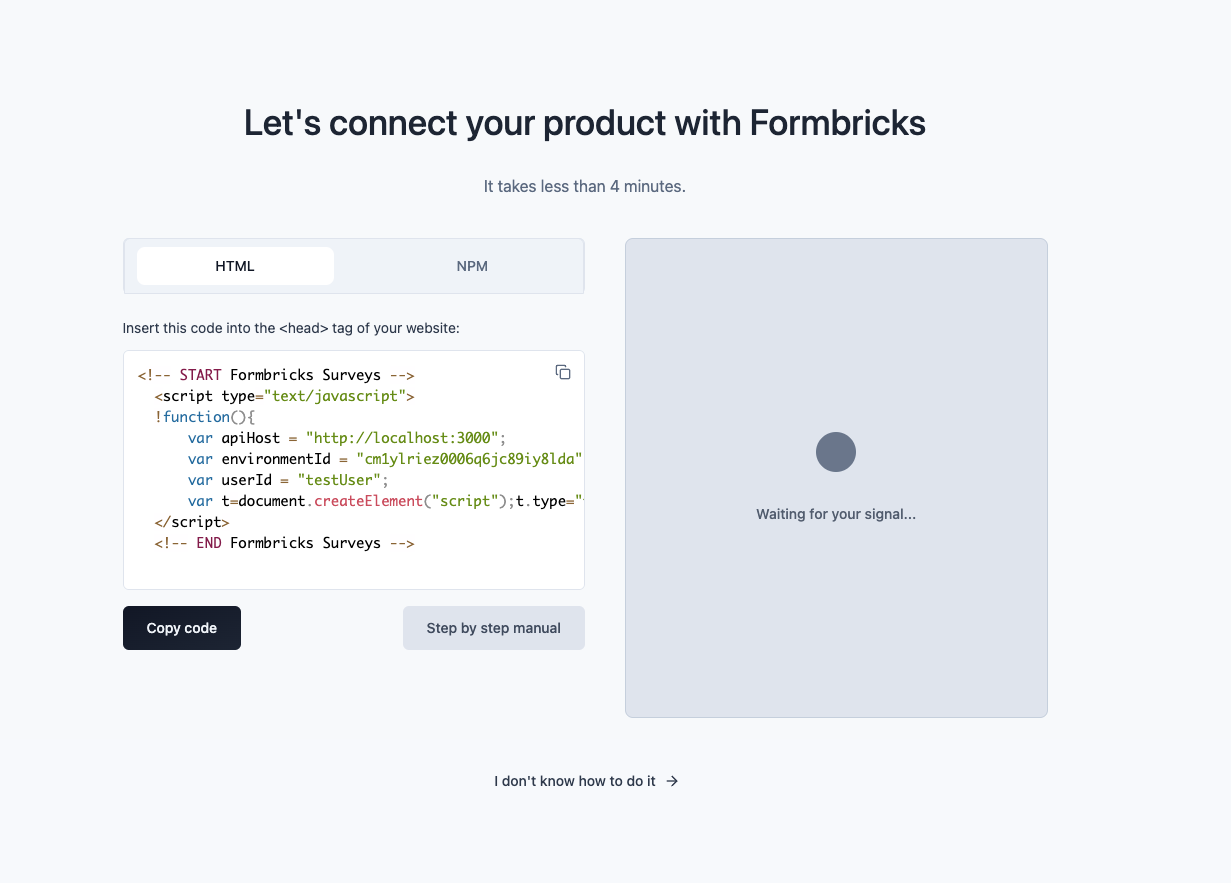 Let's connect your product with Formbricks
It takes less than 4 minutes.
HTML
NPM
Insert this code into the <head> tag of your website:
<!-- START Formbricks Surveys -->
<script type="text/javascript">
!function(){
var apiHost = "http://localhost:3000";
var environmentId = "cm1ylriez0006q6jc89iy8lda"
var userId = "testUser";
var t=document.createElement("script");t.type="
</script>
<!-- END Formbricks Surveys -->
Copy code
Step by step manual
Waiting for your signal...
I don't know how to do it →